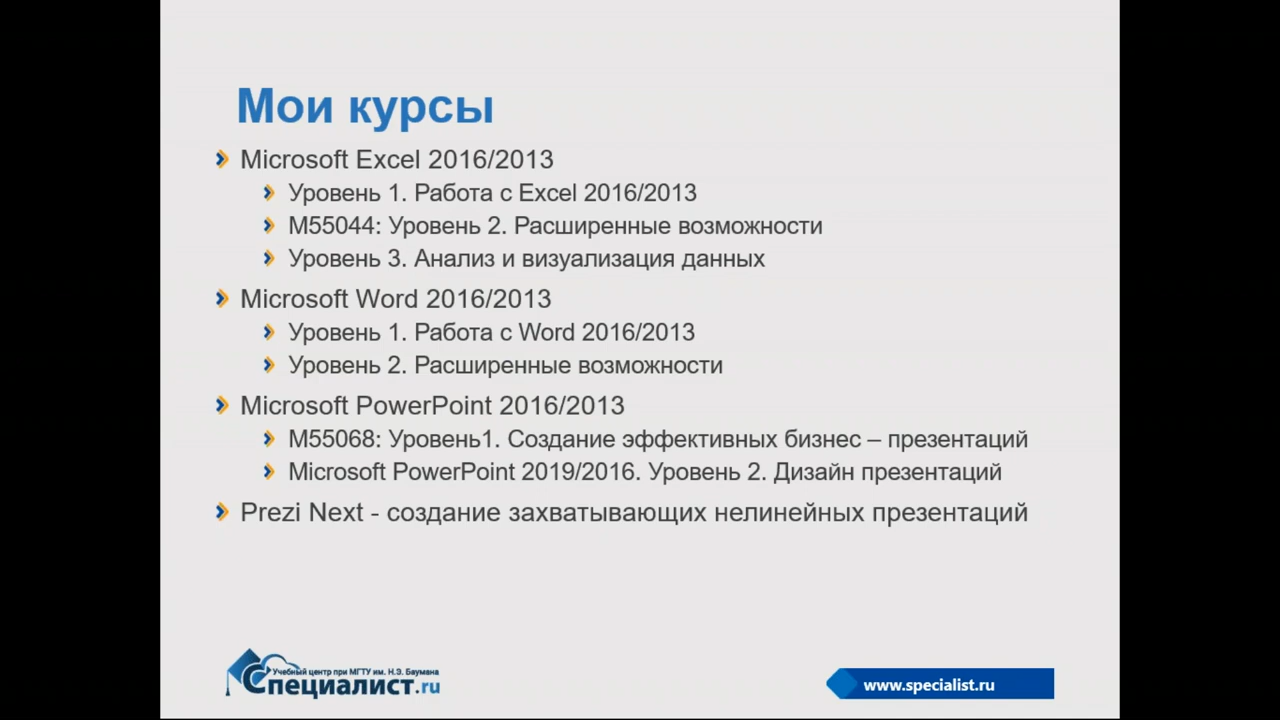 Мои курсы
Microsoft Excel 2016/2013
Уровень 1. Работа с Excel 2016/2013
М55044: Уровень 2. Расширенные возможности
Уровень 3. Анализ и визуализация данных
Microsoft Word 2016/2013
Уровень 1. Работа с Word 2016/2013
Уровень 2. Расширенные возможности
Microsoft PowerPoint 2016/2013
М55068: Уровень1. Создание эффективных бизнес – презентаций
Microsoft PowerPoint 2019/2016. Уровень 2. Дизайн презентаций
Prezi Next - создание захватывающих нелинейных презентаций
Учебный центр при МГТУ им. Н.Э. Баумана
Специалист.ru
www.specialist.ru